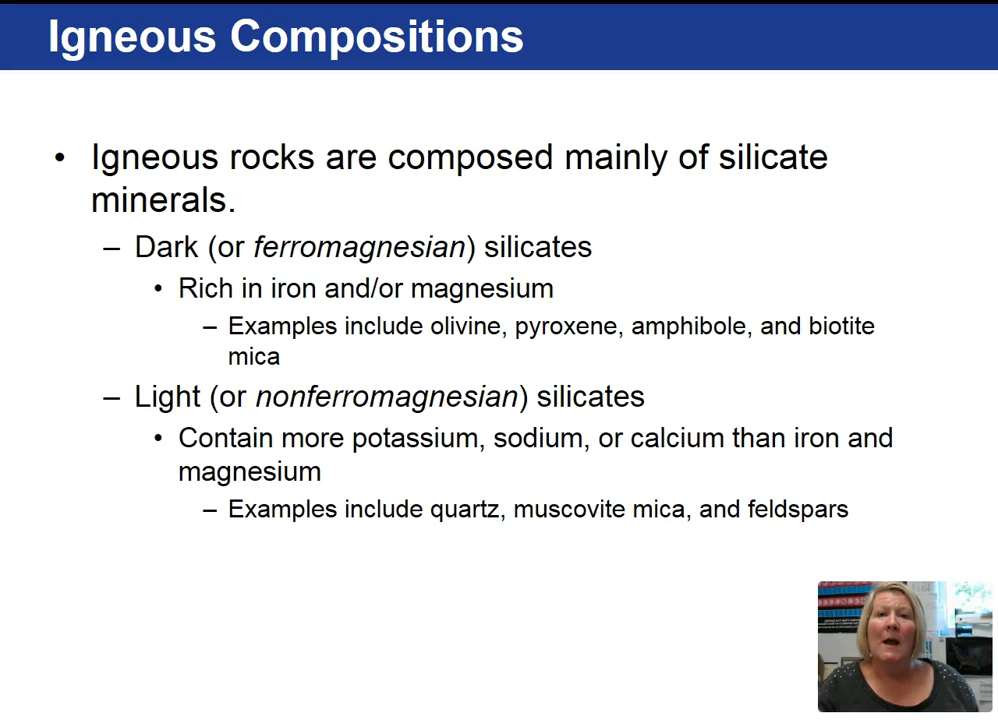 Igneous Compositions
• Igneous rocks are composed mainly of silicate
minerals.
– Dark (or ferromagnesian) silicates
• Rich in iron and/or magnesium
– Examples include olivine, pyroxene, amphibole, and biotite
mica
– Light (or nonferromagnesian) silicates
• Contain more potassium, sodium, or calcium than iron and
magnesium
– Examples include quartz, muscovite mica, and feldspars